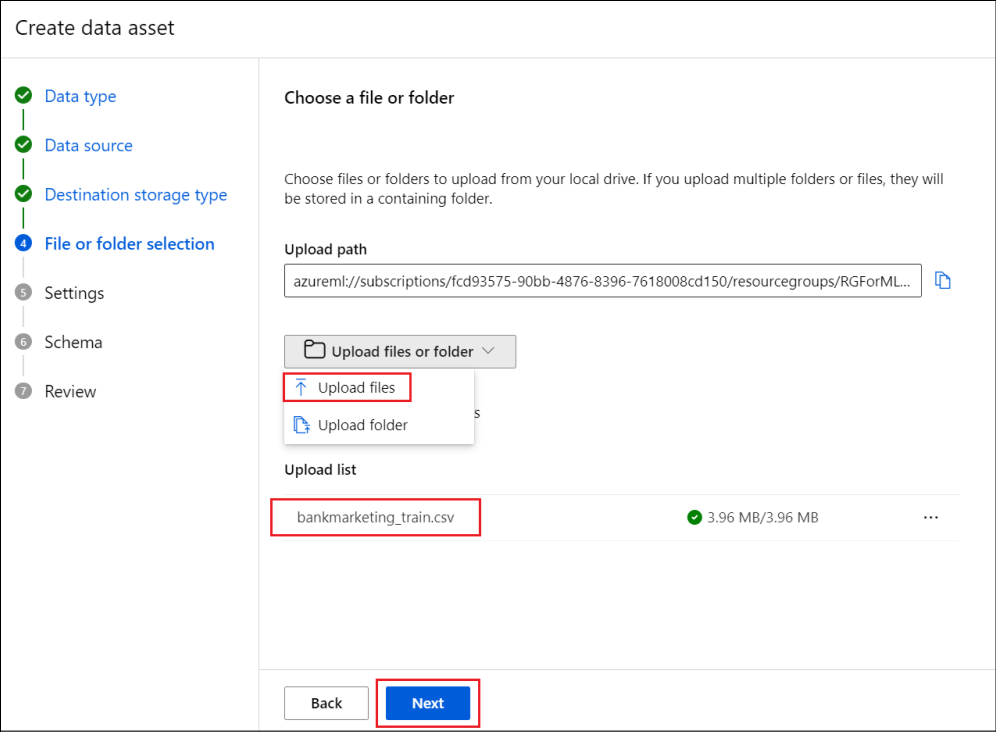 Create data asset
Data type
Data source
Destination storage type
4 File or folder selection
5 Settings
6 Schema
7 Review
Choose a file or folder
Choose files or folders to upload from your local drive. If you upload multiple folders or files, they will
be stored in a containing folder.
Upload path
azureml://subscriptions/fcd93575-90bb-4876-8396-7618008cd150/resourcegroups/RGForML...
Upload files or folder
Upload files
s
Upload folder
Upload list
bankmarketing_train.csv 3.96 MB/3.96 MB ...
Back Next